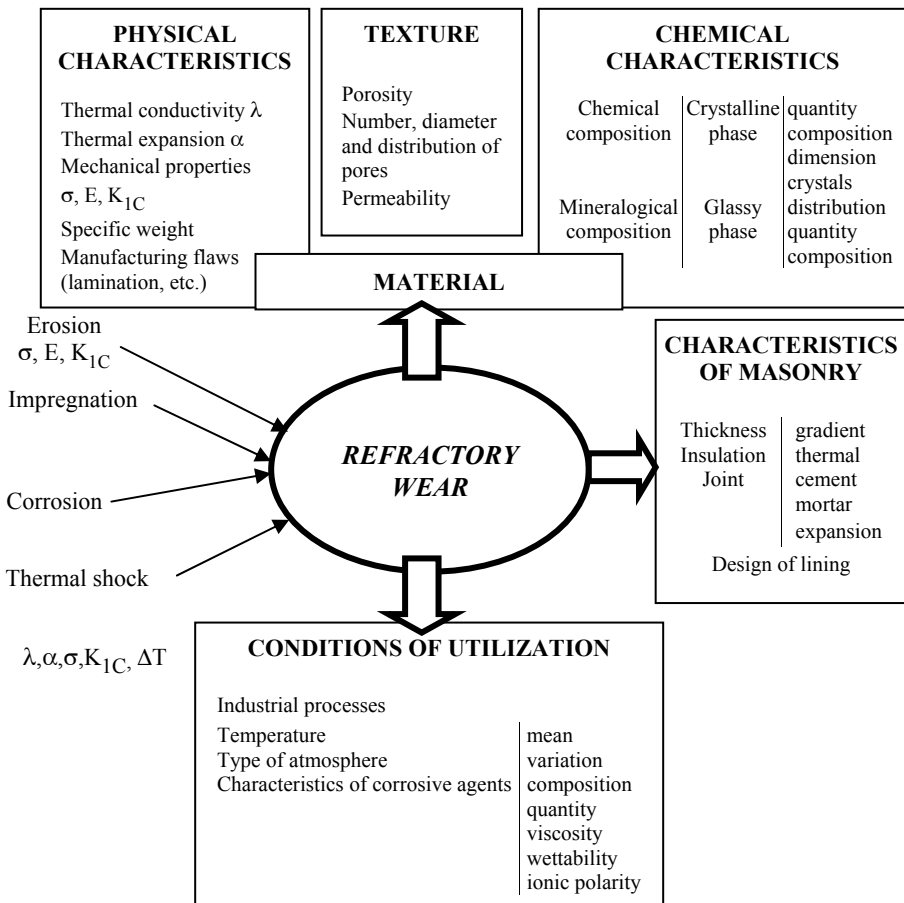 PHYSICAL
CHARACTERISTICS
Thermal conductivity λ
Thermal expansion α
Mechanical properties
σ, E, K1C
Specific weight
Manufacturing flaws
(lamination, etc.)
TEXTURE
Porosity
Number, diameter
and distribution of
pores
Permeability
CHEMICAL
CHARACTERISTICS
Chemical Crystalline quantity
composition phase composition
dimension
crystals
Mineralogical Glassy distribution
composition phase quantity
composition
MATERIAL
Erosion
σ, E, K1C
Impregnation
Corrosion
Thermal shock
λ,α,σ,K1C, ΔT
REFRACTORY
WEAR
CHARACTERISTICS
OF MASONRY
Thickness gradient
Insulation thermal
Joint cement
mortar
expansion
Design of lining
CONDITIONS OF UTILIZATION
Industrial processes
Temperature mean
Type of atmosphere variation
Characteristics of corrosive agents composition
quantity
viscosity
wettability
ionic polarity